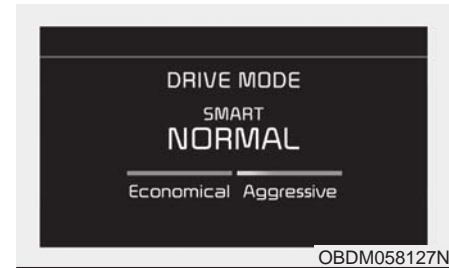 DRIVE MODE
SMART
NORMAL
Economical Aggressive
OBDM058127N